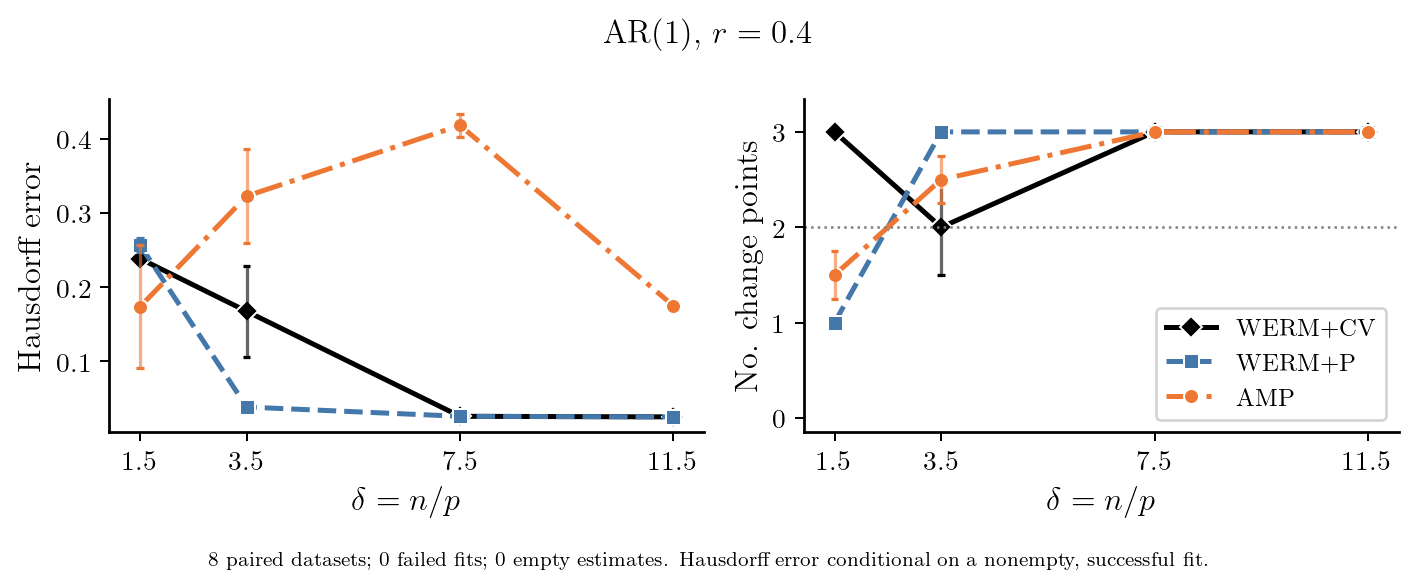 AR(1), r = 0.4
Hausdorff error
0.4
0.3
0.2
0.1
1.5 3.5 7.5 11.5
δ = n/p
No. change points
3
2
1
0
1.5 3.5 7.5 11.5
δ = n/p
WERM+CV
WERM+P
AMP
8 paired datasets; 0 failed fits; 0 empty estimates. Hausdorff error conditional on a nonempty, successful fit.